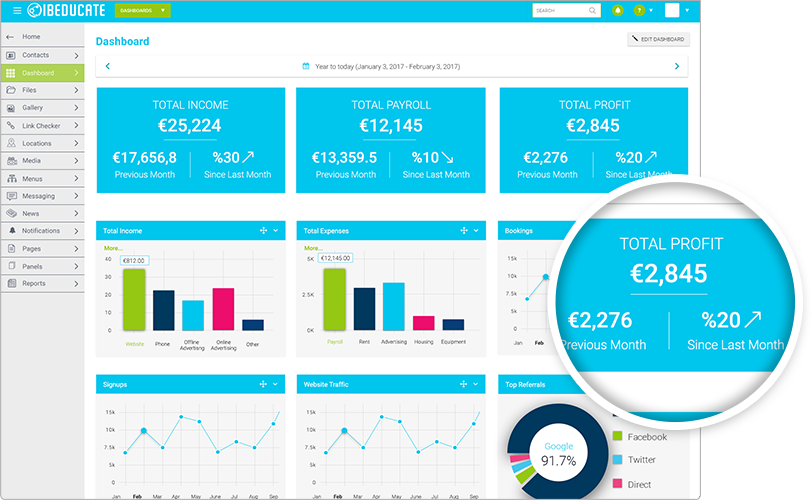 IBEDUCATE
DASHBOARDS
SEARCH
?
Home
Contacts
Dashboard
Files
Gallery
Link Checker
Locations
Media
Menus
Messaging
News
Notifications
Pages
Panels
Reports
Dashboard
EDIT DASHBOARD
Year to today (January 3, 2017 - February 3, 2017)
TOTAL INCOME
€25,224
€17,656,8
Previous Month
%30
Since Last Month
TOTAL PAYROLL
€12,145
€13,359.5
Previous Month
%10
Since Last Month
TOTAL PROFIT
€2,845
€2,276
Previous Month
%20
Since Last Month
Total Income
More...
€812.00
40
30
20
10
0
Website
Phone
Offline
Advertising
Online
Advertising
Other
Total Expenses
More...
€12,145.00
5K
2.5K
0K
Payroll
Rent
Advertising
Housing
Equipment
Bookings
15k
10k
5k
0
Jan
Feb
TOTAL PROFIT
€2,845
€2,276
Previous Month
%20
Since Last Month
Signups
15k
10k
5k
0
Jan Feb Mar Apr May Jun Jul Aug Sep
Website Traffic
15k
10k
5k
0
Jan Feb Mar Apr May Jun Jul Aug Sep
Top Referrals
Google
91.7%
Facebook
Twitter
Direct